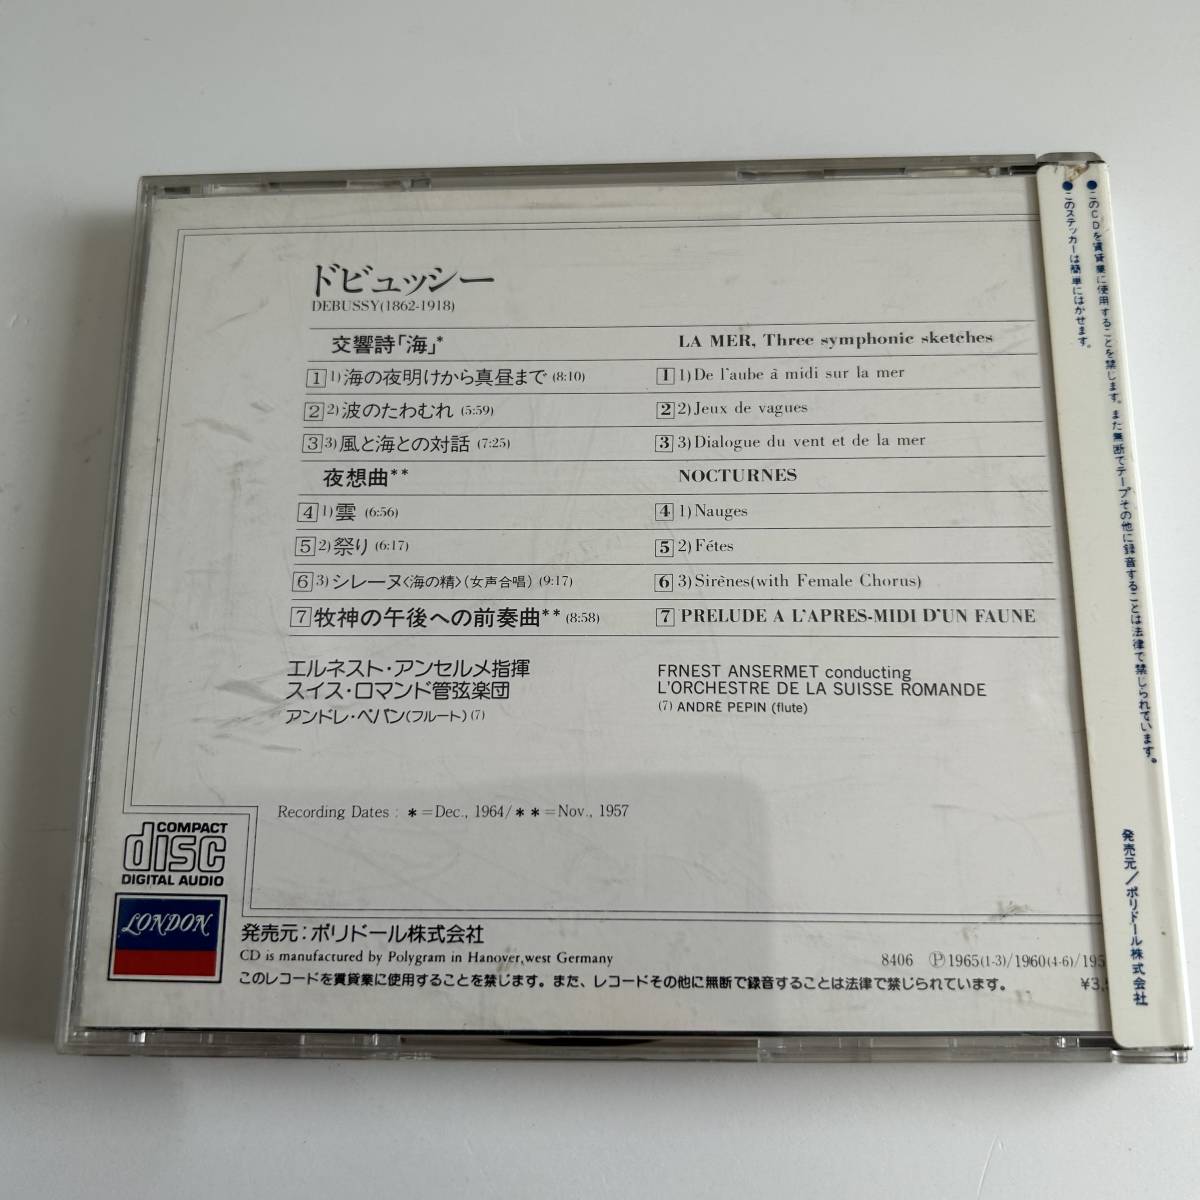 ドビュッシー
DEBUSSY(1862-1918)
交響詩「海」* LA MER, Three symphonic sketches
1 1)海の夜明けから真昼まで (8:10) 1 1)De l'aube à midi sur la mer
2 2)波のたわむれ (5:59) 2 2)Jeux de vagues
3 3)風と海との対話 (7:25) 3 3)Dialogue du vent et de la mer
夜想曲** NOCTURNES
4 1)雲 (6:56) 4 1)Nauges
5 2)祭り (6:17) 5 2)Fétes
6 3)シレーヌ〈海の精〉(女声合唱) (9:17) 6 3)Sirènes(with Female Chorus)
7 牧神の午後への前奏曲** (8:58) 7 PRELUDE A L'APRES-MIDI D'UN FAUNE
エルネスト・アンセルメ指揮
スイス・ロマンド管弦楽団
アンドレ・ペパン(フルート)(7)
FRNEST ANSERMET conducting
L'ORCHESTRE DE LA SUISSE ROMANDE
(7) ANDRÈ PEPIN (flute)
Recording Dates : *=Dec., 1964/**=Nov., 1957
COMPACT
disc
DIGITAL AUDIO
LONDON
発売元:ポリドール株式会社
CD is manufactured by Polygram in Hanover,west Germany
8406 Ⓟ1965(1-3)/1960(4-6)/195
このレコードを賃貸業に使用することを禁じます。また、レコードその他に無断で録音することは法律で禁じられています。
¥3,
●このCDを賃貸業に使用することを禁じます。また無断でテープその他に録音することは法律で禁じられています。
●このステッカーは簡単にはがせます。
発売元/ポリドール株式会社